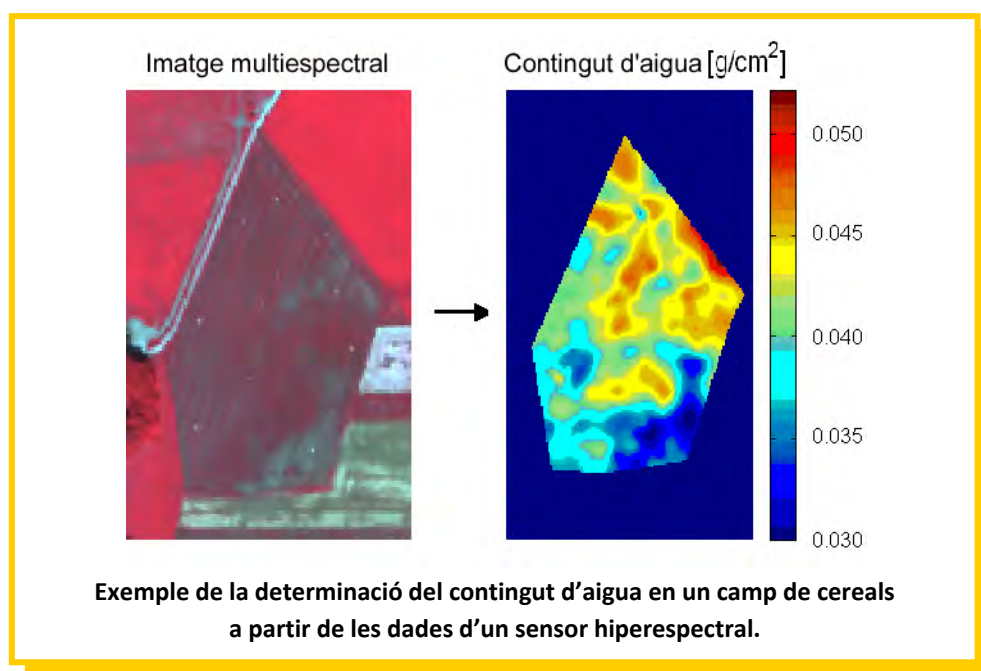 Imatge multiespectral
Contingut d'aigua [g/cm²]
0.050
0.045
0.040
0.035
0.030
Exemple de la determinació del contingut d’aigua en un camp de cereals
a partir de les dades d’un sensor hiperespectral.